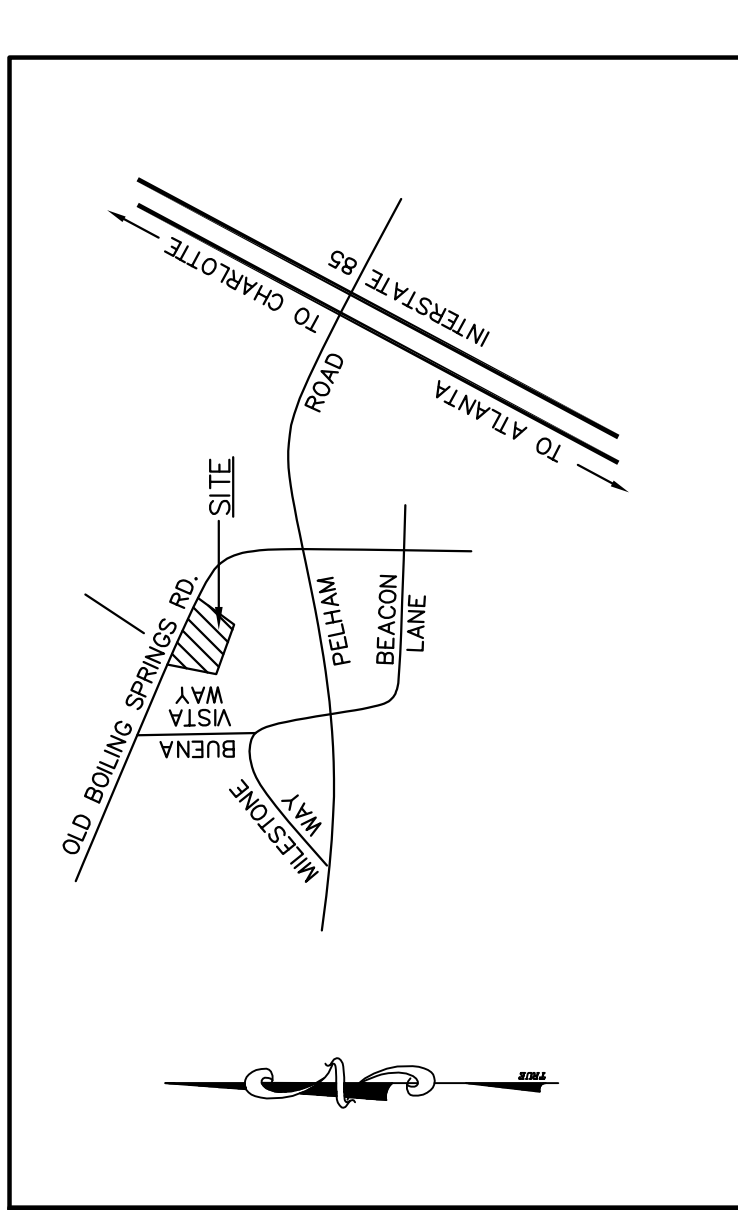 INTERSTATE 85
TO CHARLOTTE
TO ATLANTA
ROAD
SITE
OLD BOILING SPRINGS RD.
PELHAM
BEACON
LANE
BUENA
VISTA
WAY
MILESTONE
WAY
TRUE